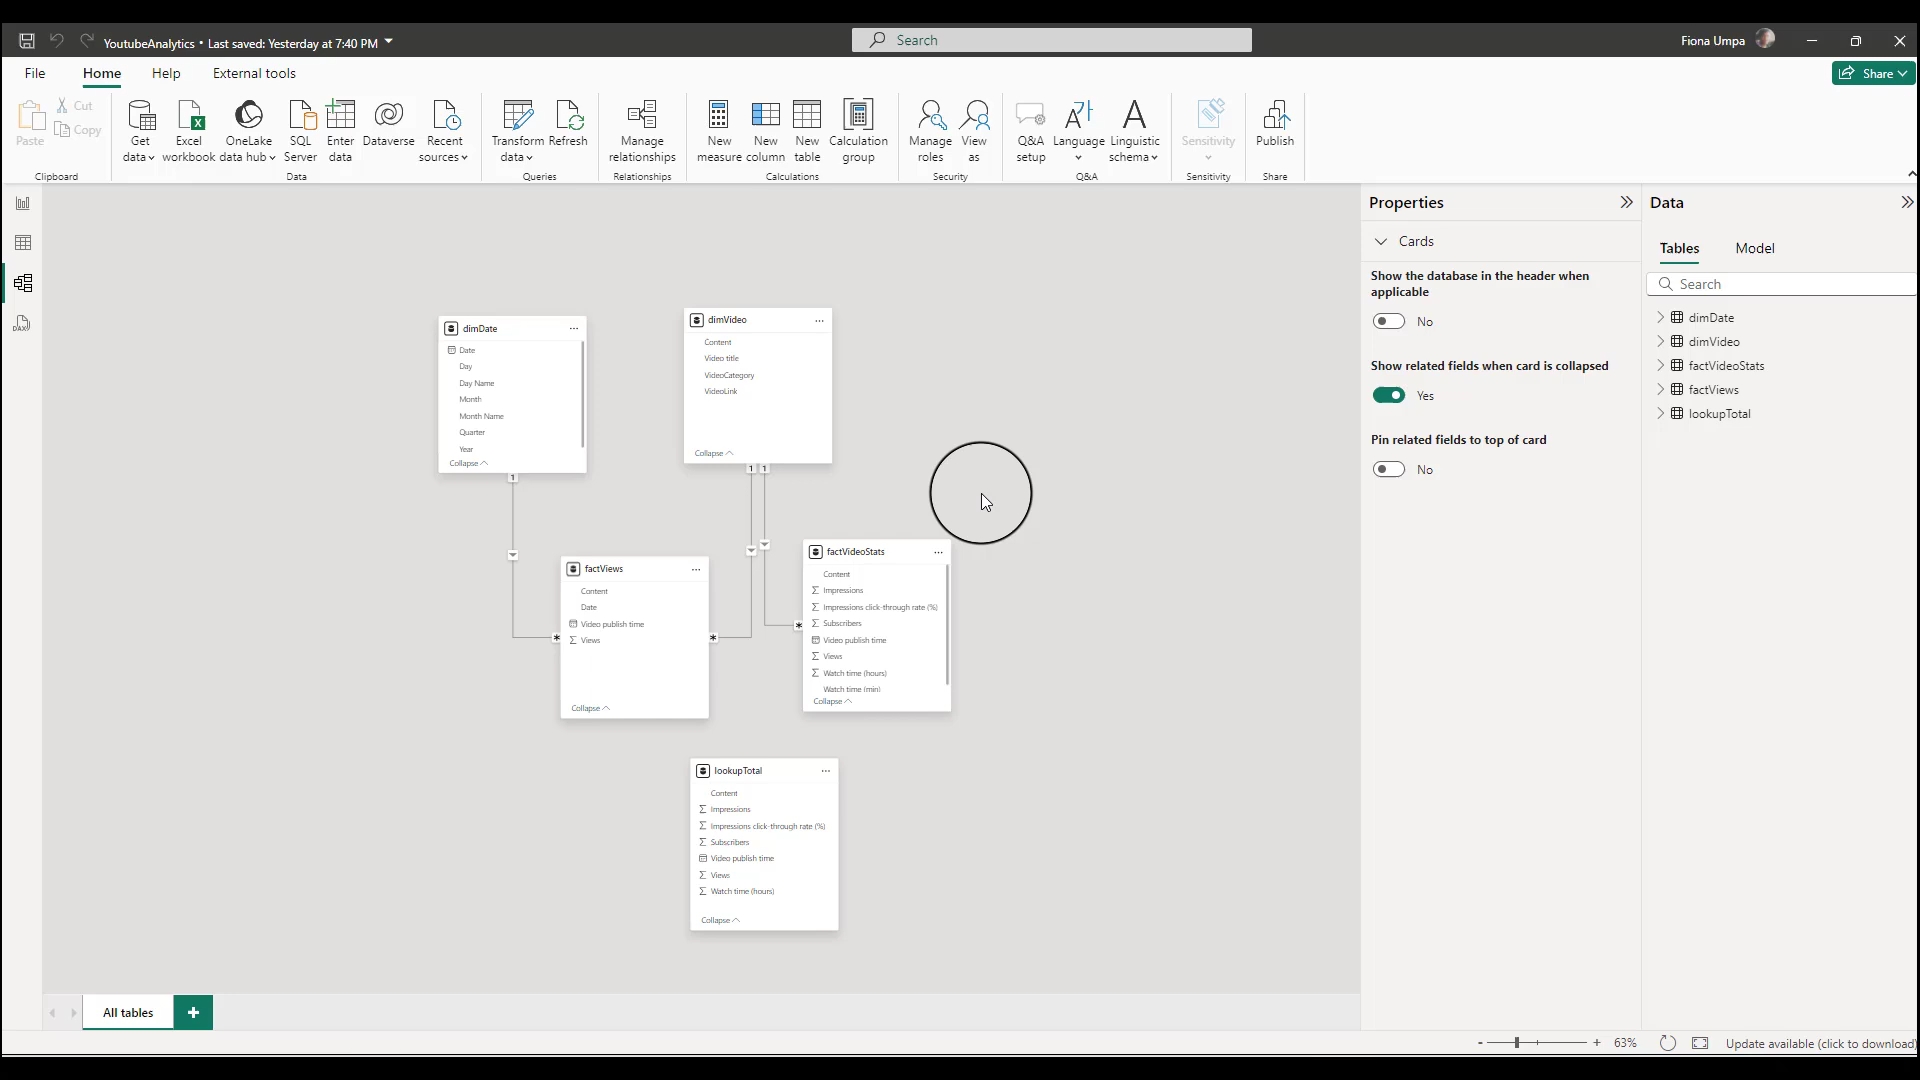 YoutubeAnalytics • Last saved: Yesterday at 7:40 PM
Search
Fiona Umpa
File
Home
Help
External tools
Share
Paste
Cut
Copy
Get data
Excel workbook
OneLake data hub
SQL Server
Enter data
Dataverse
Recent sources
Transform data
Refresh
Manage relationships
New measure
New column
New table
Calculation group
Manage roles
View as
Q&A setup
Language
Linguistic schema
Sensitivity
Publish
Clipboard
Data
Queries
Relationships
Calculations
Security
Q&A
Sensitivity
Share
DAX
dimDate
Date
Day
Day Name
Month
Month Name
Quarter
Year
Collapse
1
dimVideo
Content
Video title
VideoCategory
VideoLink
Collapse
1
1
factViews
Content
Date
Video publish time
Σ Views
Collapse
*
*
factVideoStats
Content
Σ Impressions
Σ Impressions click-through rate (%)
Σ Subscribers
Video publish time
Σ Views
Σ Watch time (hours)
Watch time (min)
Collapse
*
lookupTotal
Content
Σ Impressions
Σ Impressions click-through rate (%)
Σ Subscribers
Video publish time
Σ Views
Σ Watch time (hours)
Collapse
Properties
Cards
Show the database in the header when
applicable
No
Show related fields when card is collapsed
Yes
Pin related fields to top of card
No
Data
Tables
Model
Search
dimDate
dimVideo
factVideoStats
factViews
lookupTotal
All tables
+
- + 63%
Update available (click to download)